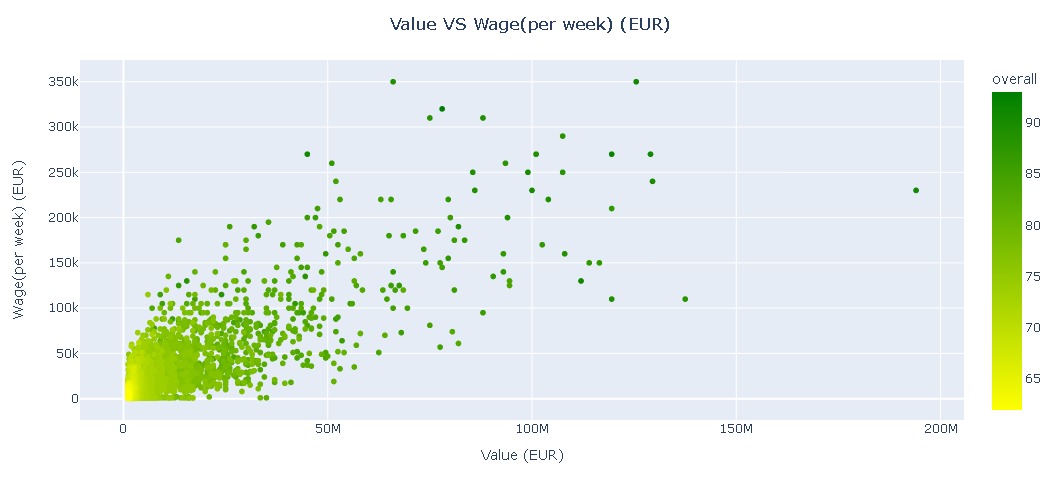 Value VS Wage(per week) (EUR)
overall
350k
300k
250k
200k
150k
100k
50k
0
Wage(per week) (EUR)
90
85
80
75
70
65
0
50M
100M
150M
200M
Value (EUR)